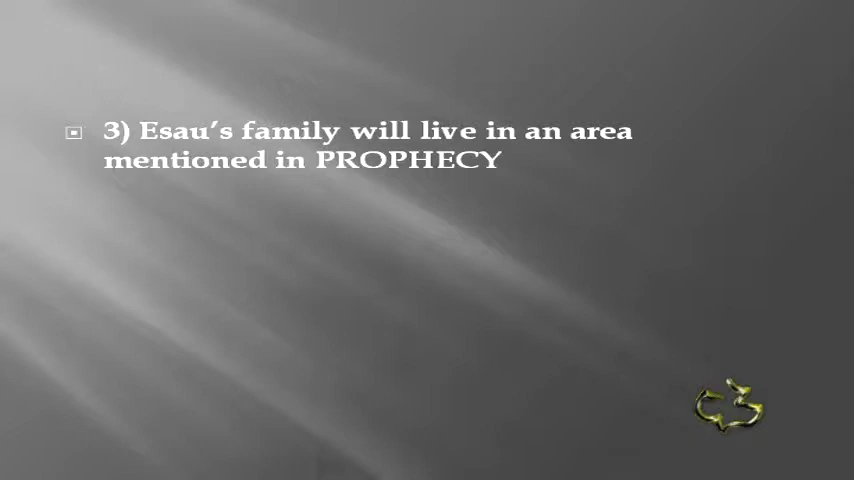 3) Esau’s family will live in an area
mentioned in PROPHECY